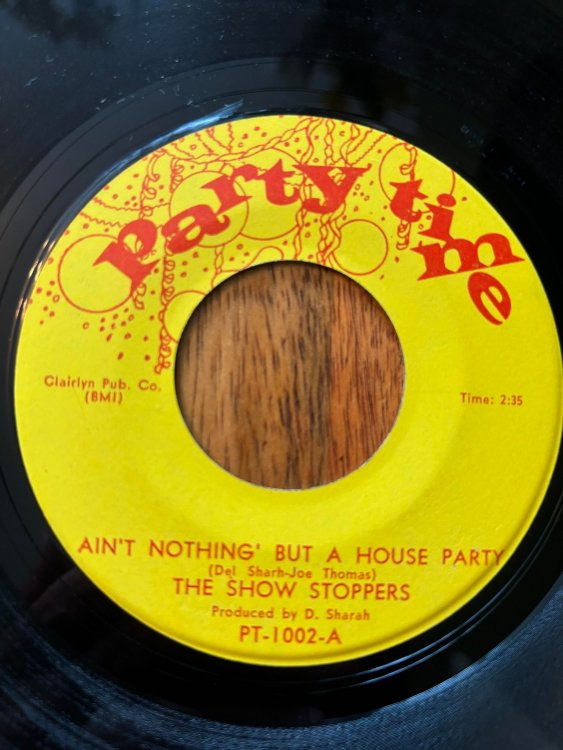 Party time
Clairlyn Pub. Co.
(BMI)
Time: 2:35
AIN'T NOTHING' BUT A HOUSE PARTY
(Del Sharh-Joe Thomas)
THE SHOW STOPPERS
Produced by D. Sharah
PT-1002-A